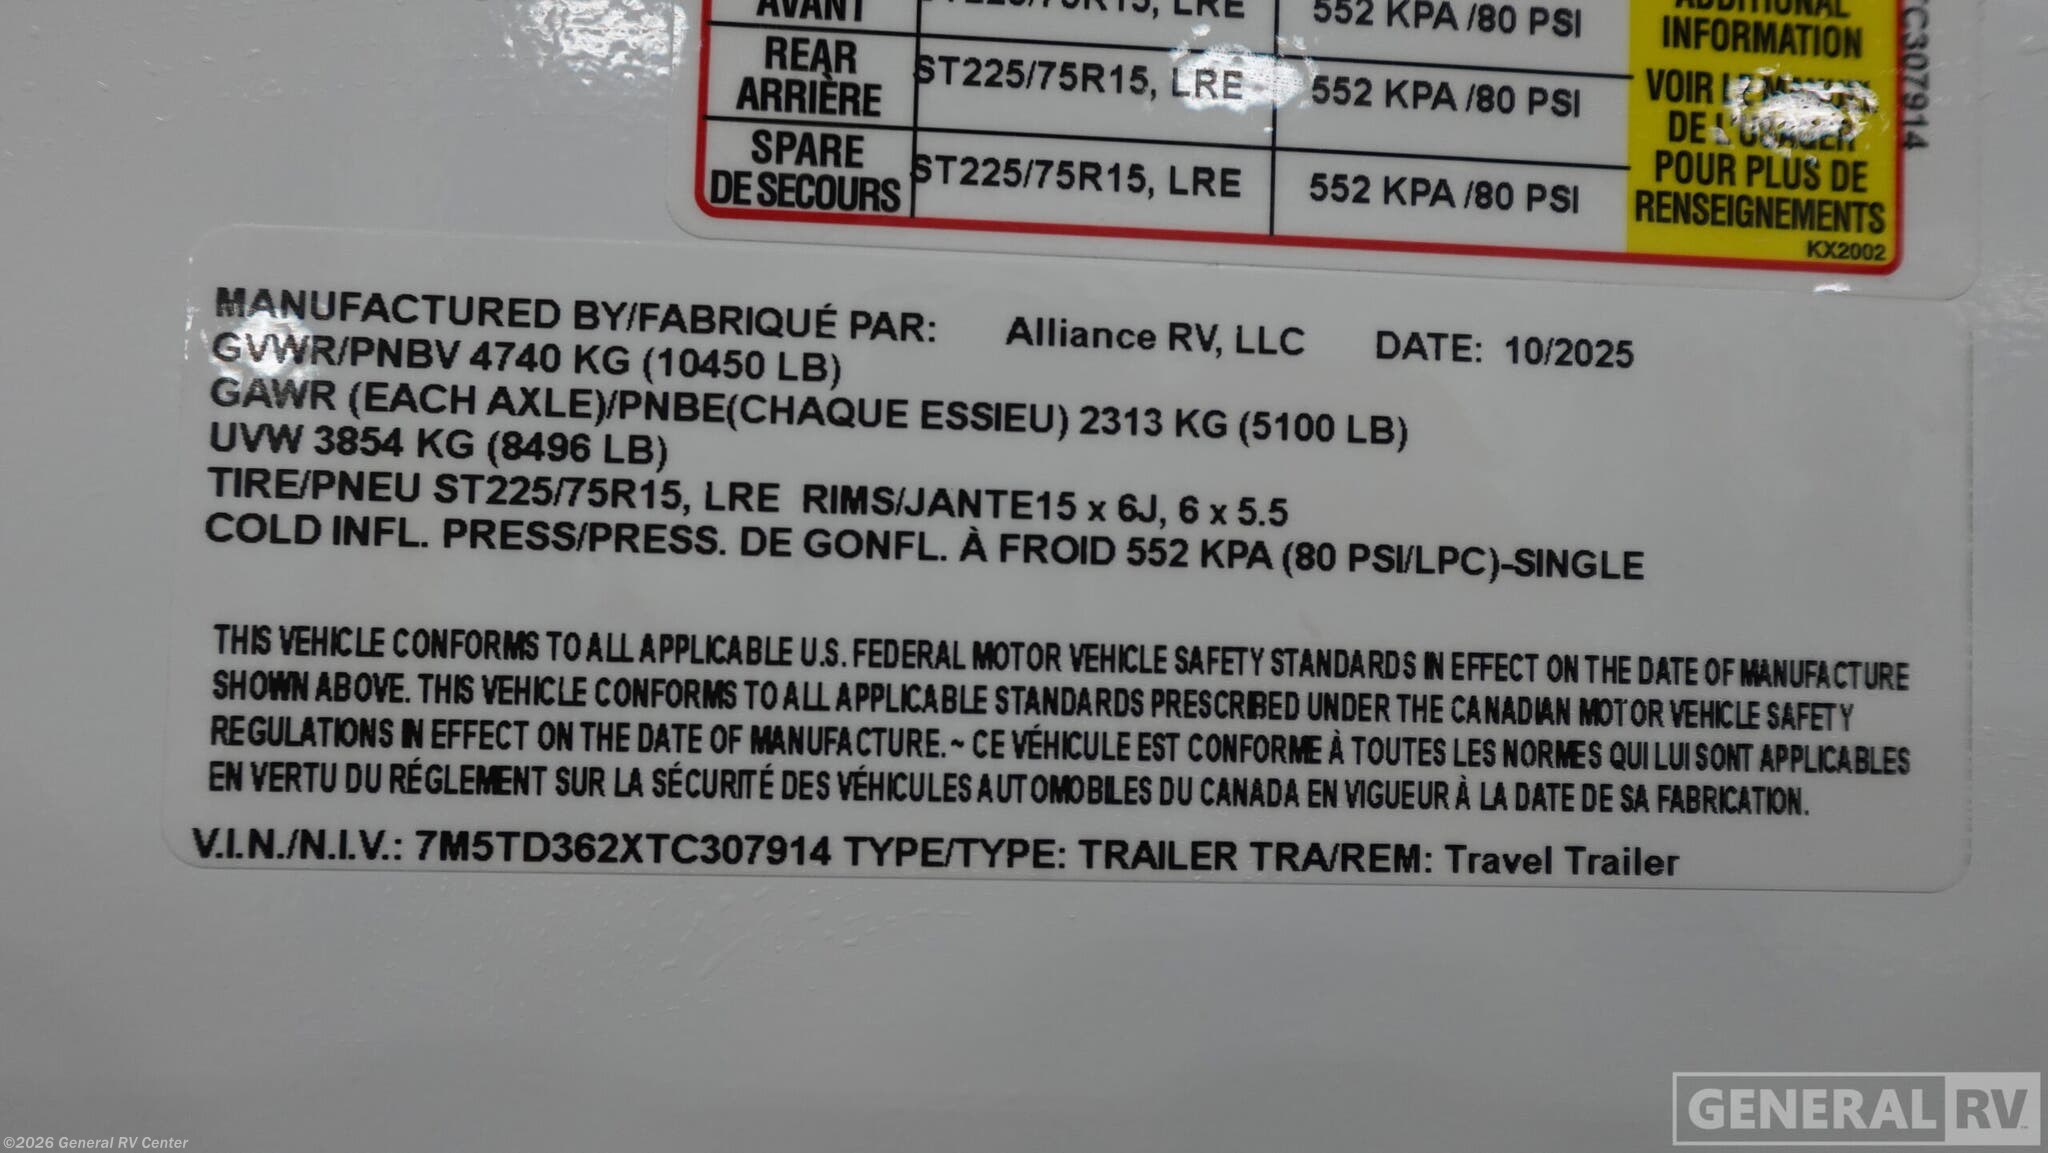 AVANT ST225/75R15, LRE 552 KPA /80 PSI
ADDITIONAL
INFORMATION
REAR
ARRIÈRE ST225/75R15, LRE 552 KPA /80 PSI
VOIR LE MANUEL
DE L'USAGER
POUR PLUS DE
RENSEIGNEMENTS
SPARE
DE SECOURS ST225/75R15, LRE 552 KPA /80 PSI
KX2002
TC307914
MANUFACTURED BY/FABRIQUÉ PAR: Alliance RV, LLC DATE: 10/2025
GVWR/PNBV 4740 KG (10450 LB)
GAWR (EACH AXLE)/PNBE(CHAQUE ESSIEU) 2313 KG (5100 LB)
UVW 3854 KG (8496 LB)
TIRE/PNEU ST225/75R15, LRE RIMS/JANTE15 x 6J, 6 x 5.5
COLD INFL. PRESS/PRESS. DE GONFL. À FROID 552 KPA (80 PSI/LPC)-SINGLE
THIS VEHICLE CONFORMS TO ALL APPLICABLE U.S. FEDERAL MOTOR VEHICLE SAFETY STANDARDS IN EFFECT ON THE DATE OF MANUFACTURE
SHOWN ABOVE. THIS VEHICLE CONFORMS TO ALL APPLICABLE STANDARDS PRESCRIBED UNDER THE CANADIAN MOTOR VEHICLE SAFETY
REGULATIONS IN EFFECT ON THE DATE OF MANUFACTURE. ~ CE VÉHICULE EST CONFORME À TOUTES LES NORMES QUI LUI SONT APPLICABLES
EN VERTU DU RÉGLEMENT SUR LA SÉCURITÉ DES VÉHICULES AUTOMOBILES DU CANADA EN VIGUEUR À LA DATE DE SA FABRICATION.
V.I.N./N.I.V.: 7M5TD362XTC307914 TYPE/TYPE: TRAILER TRA/REM: Travel Trailer
GENERAL RV
©2026 General RV Center